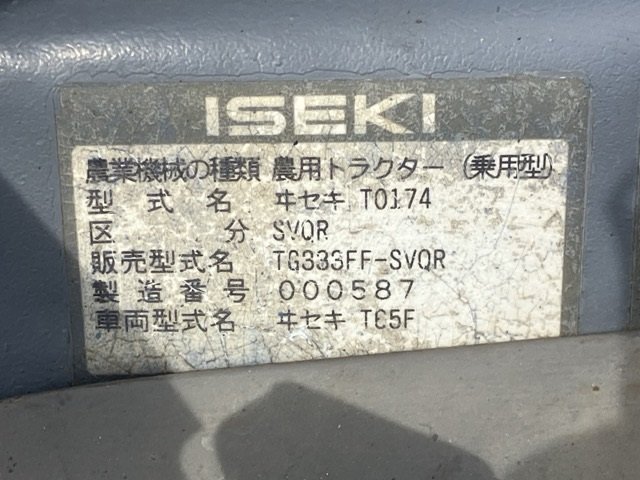 ISEKI
農業機械の種類 農用トラクター (乗用型)
型式名 ヰセキ T0174
区分 SVQR
販売型式名 TG333FF-SVQR
製造番号 000587
車両型式名 ヰセキ TC5F